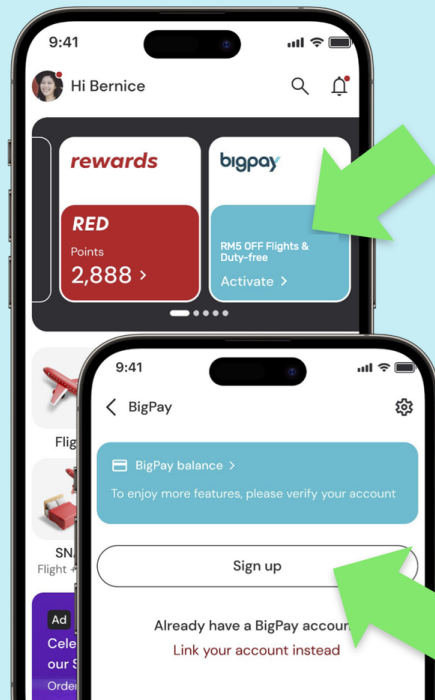 9:41
Hi Bernice
rewards
bigpay
RED
Points
2,888 >
RM5 OFF Flights &
Duty-free
Activate >
Flig
SN
Flight +
Ad
Cele
our S
Order
9:41
< BigPay
BigPay balance >
To enjoy more features, please verify your account
Sign up
Already have a BigPay accoun
Link your account instead